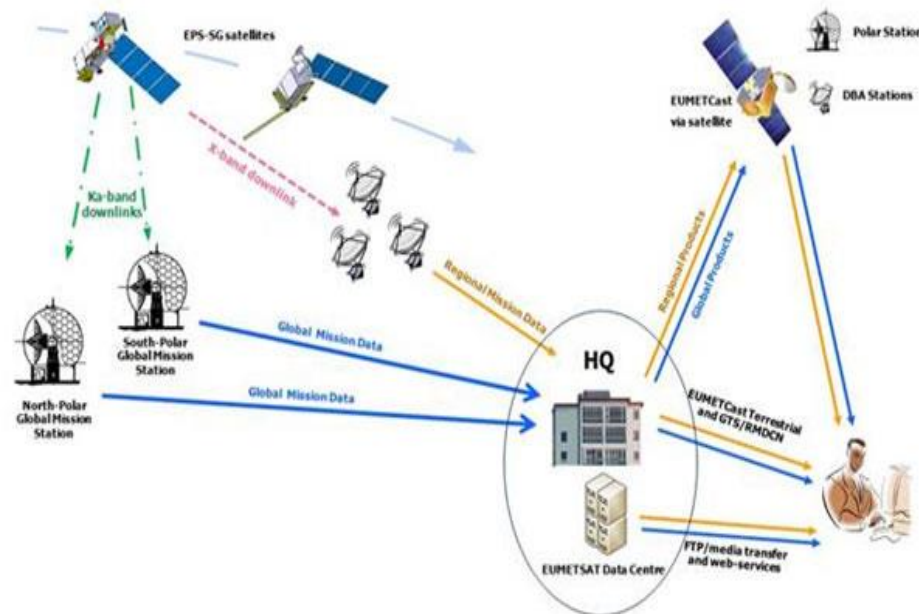 EPS-SG satellites
Polar Station
EUMETCast
via satellite
DBA Stations
X-band downlink
Ka-band
downlinks
Regional Products
Global Products
Regional Mission Data
South-Polar
Global Mission
Station
Global Mission Data
HQ
North-Polar
Global Mission
Station
Global Mission Data
EUMETCast Terrestrial
and GTS/RMDCN
FTP/media transfer
and web-services
EUMETSAT Data Centre